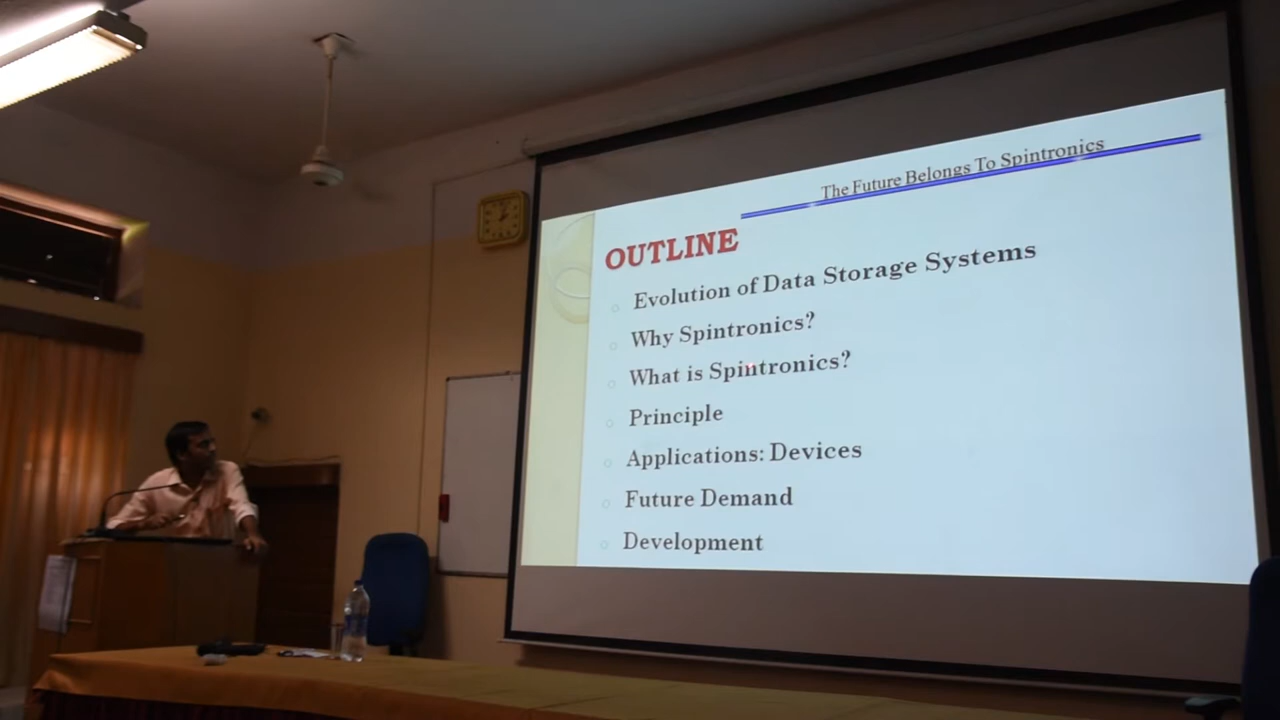 The Future Belongs To Spintronics
OUTLINE
Evolution of Data Storage Systems
Why Spintronics?
What is Spintronics?
Principle
Applications: Devices
Future Demand
Development